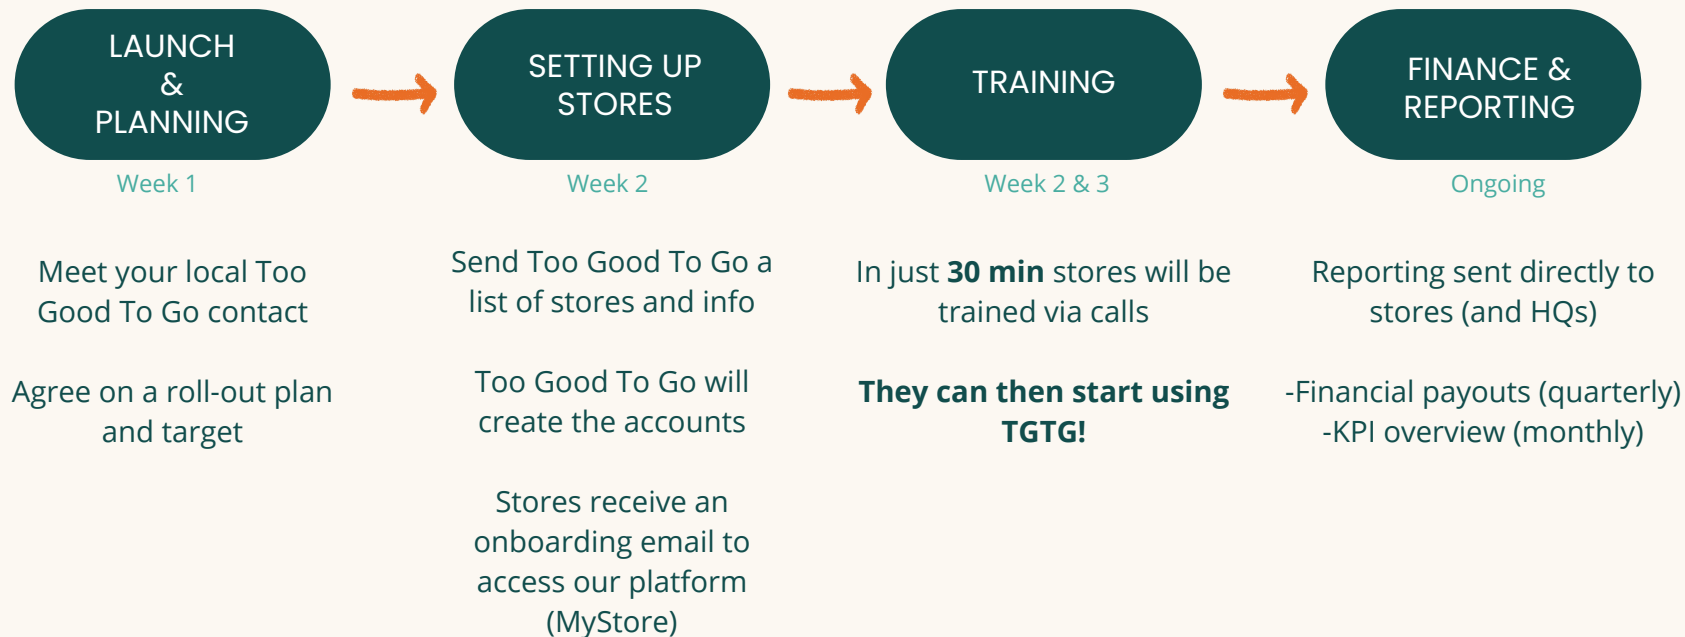 LAUNCH
&
PLANNING
Week 1
Meet your local Too
Good To Go contact
Agree on a roll-out plan
and target
SETTING UP
STORES
Week 2
Send Too Good To Go a
list of stores and info
Too Good To Go will
create the accounts
Stores receive an
onboarding email to
access our platform
(MyStore)
TRAINING
Week 2 & 3
In just 30 min stores will be
trained via calls
They can then start using
TGTG!
FINANCE &
REPORTING
Ongoing
Reporting sent directly to
stores (and HQs)
-Financial payouts (quarterly)
-KPI overview (monthly)